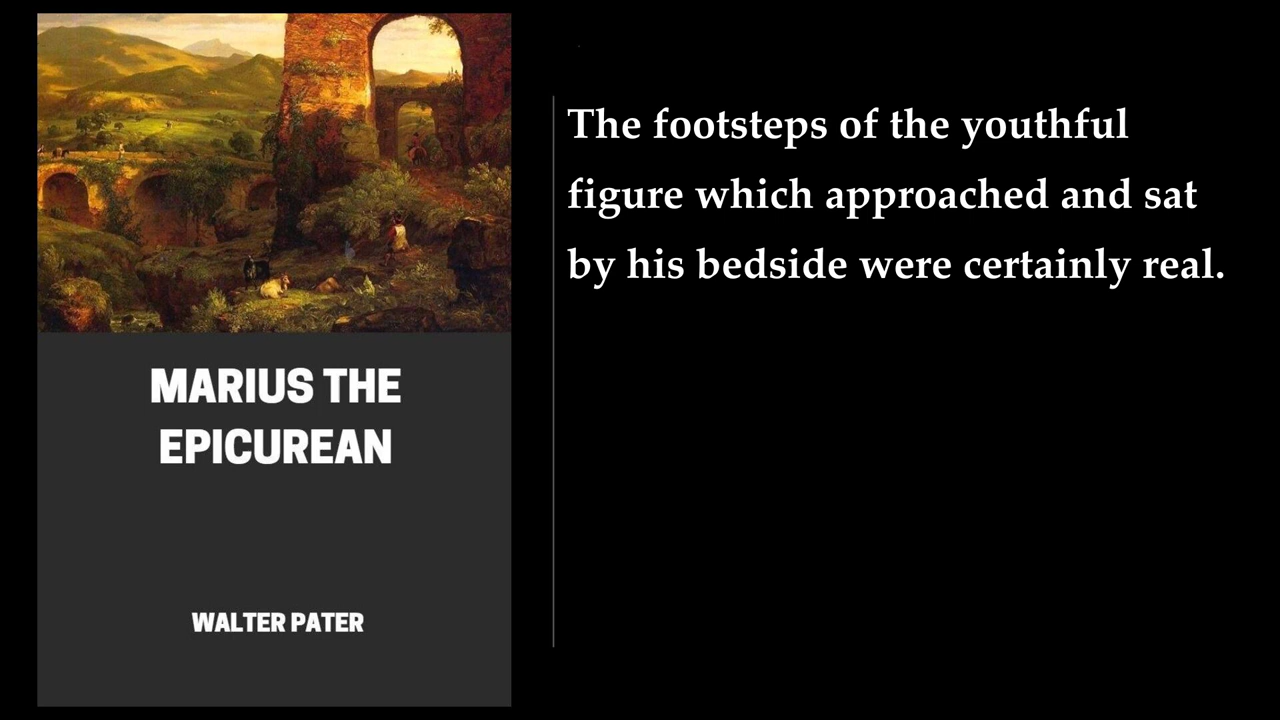 MARIUS THE
EPICUREAN
WALTER PATER
The footsteps of the youthful
figure which approached and sat
by his bedside were certainly real.